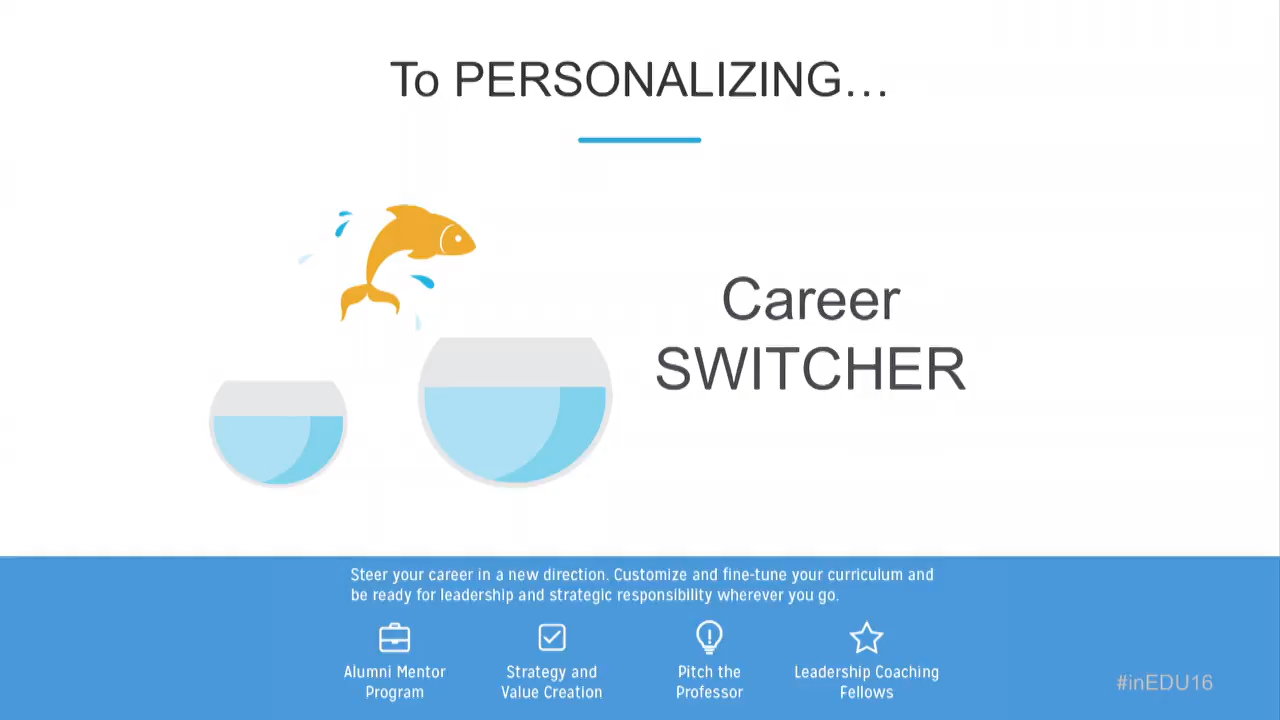 To PERSONALIZING…
Career
SWITCHER
Steer your career in a new direction. Customize and fine-tune your curriculum and
be ready for leadership and strategic responsibility wherever you go.
Alumni Mentor
Program
Strategy and
Value Creation
Pitch the
Professor
Leadership Coaching
Fellows
#inEDU16